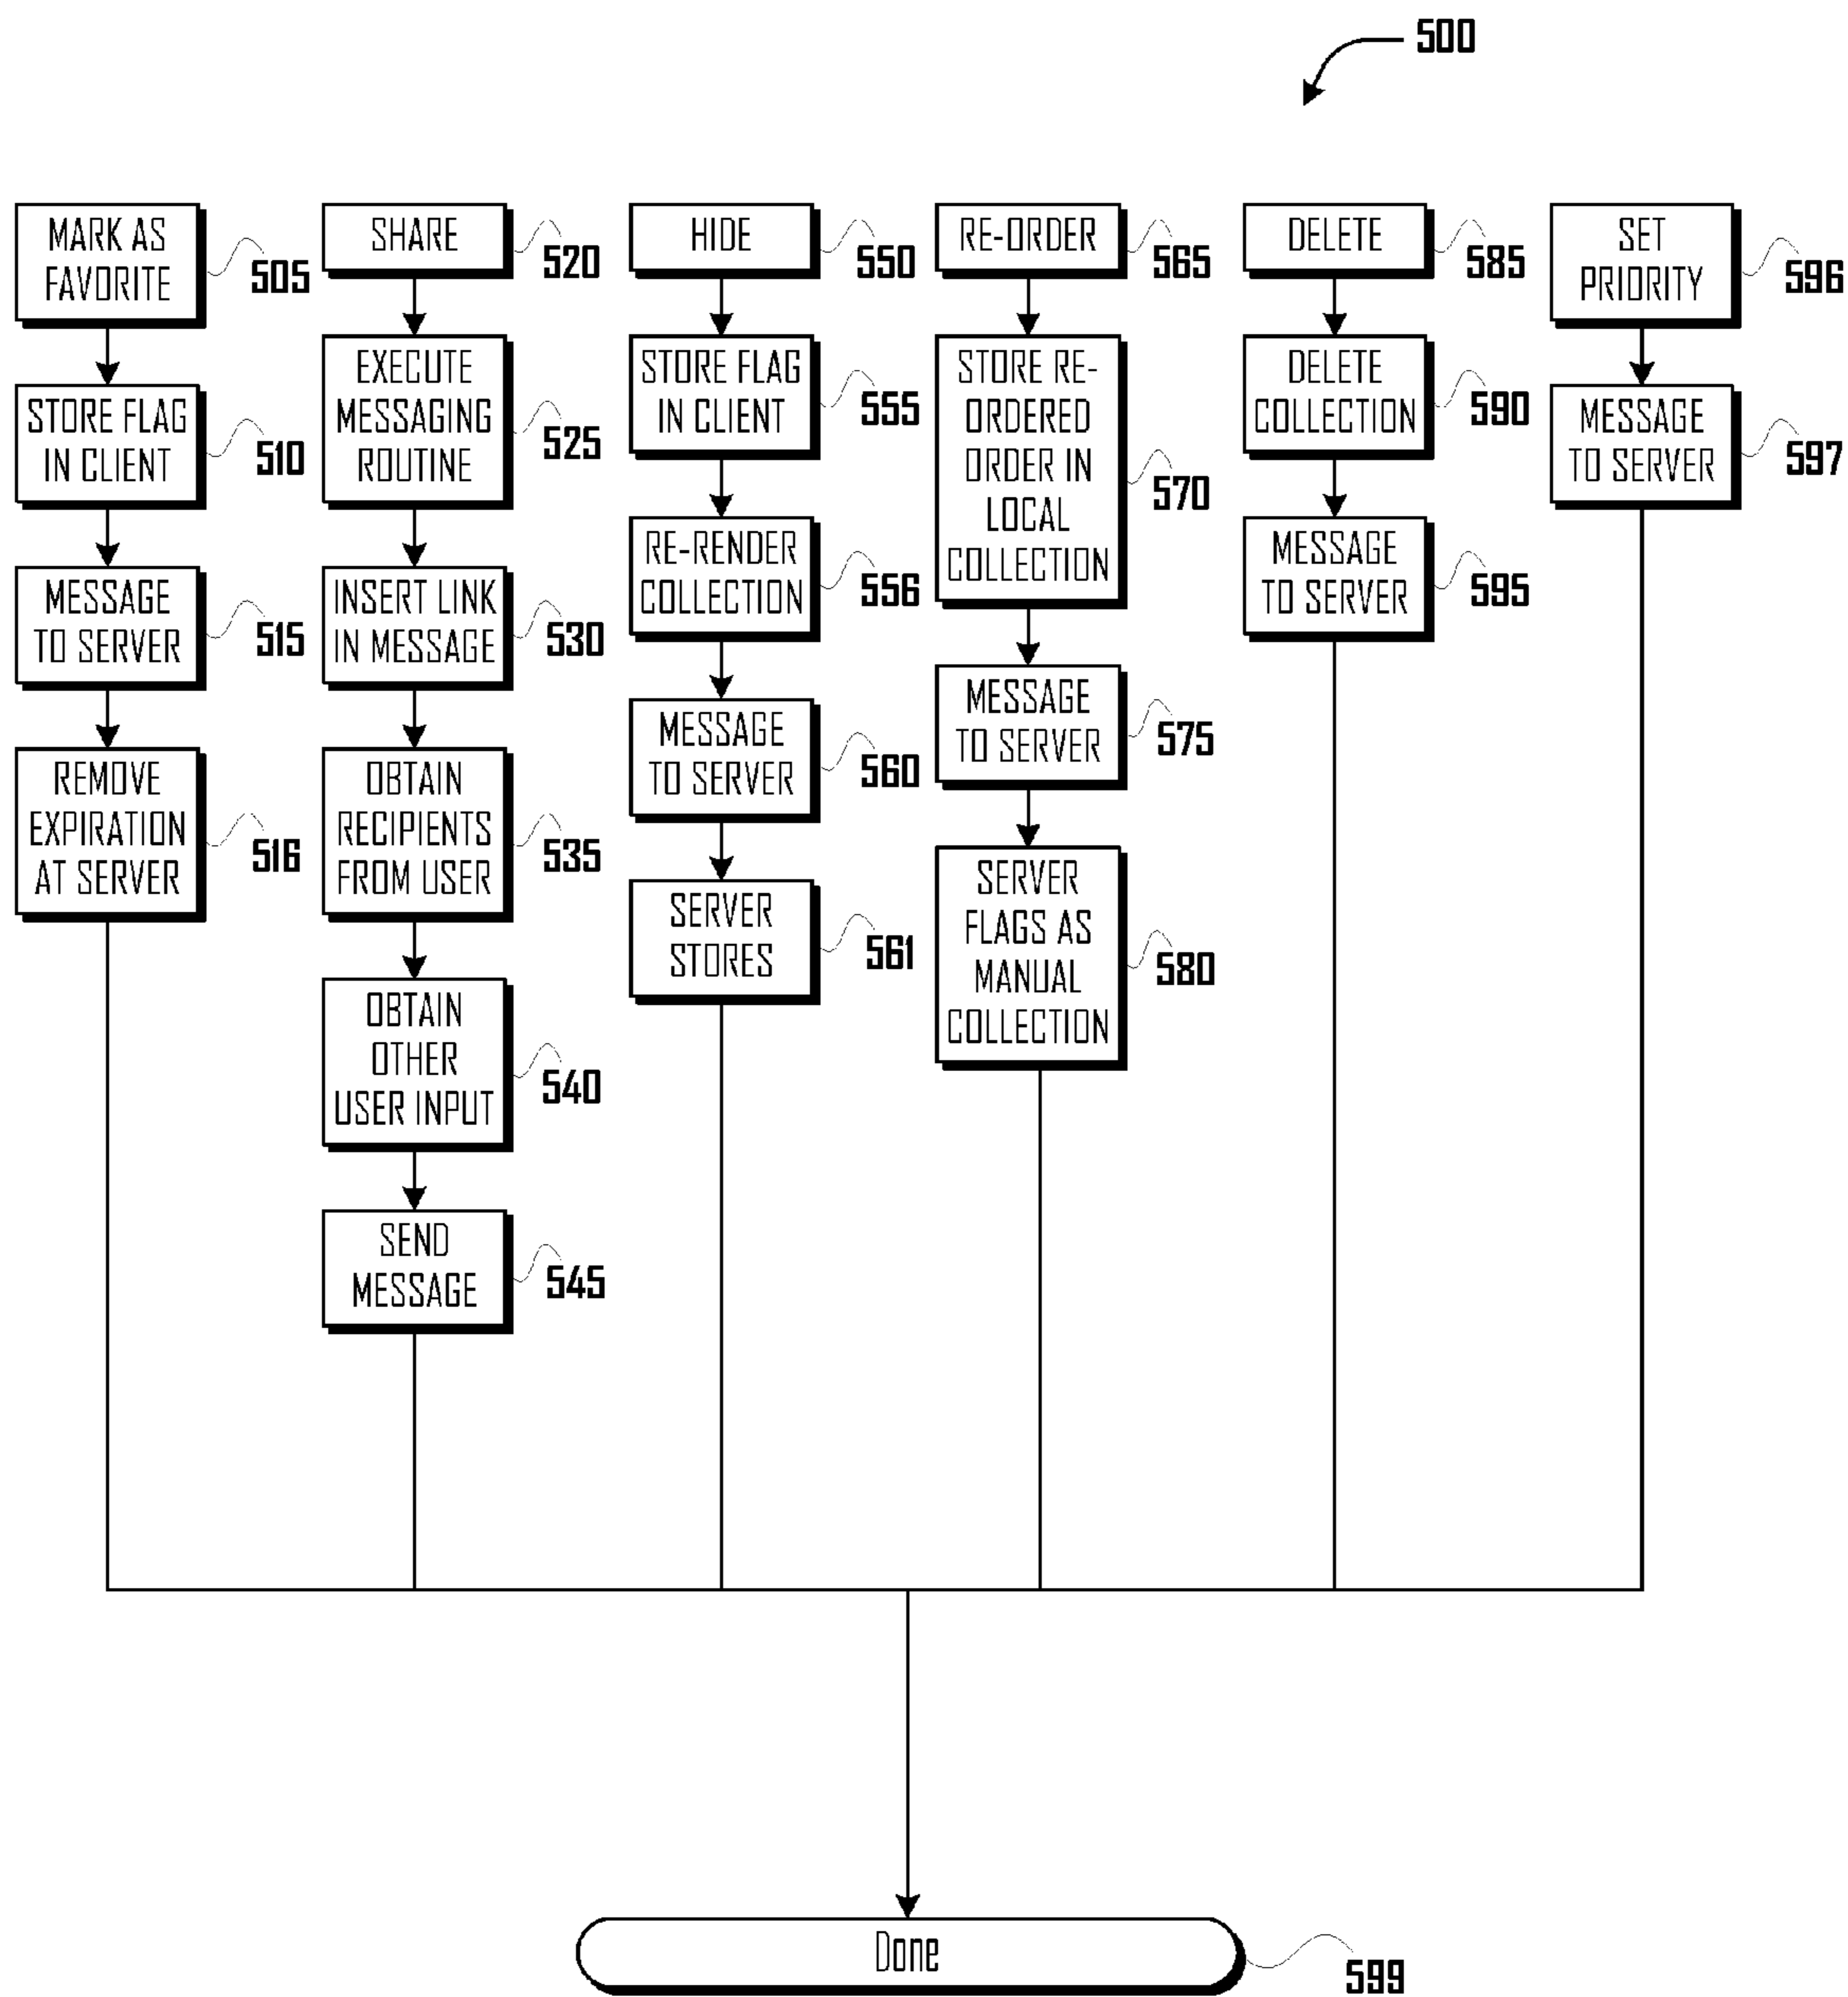 500
MARK AS
FAVORITE
505
STORE FLAG
IN CLIENT
510
MESSAGE
TO SERVER
515
REMOVE
EXPIRATION
AT SERVER
516
SHARE
520
EXECUTE
MESSAGING
ROUTINE
525
INSERT LINK
IN MESSAGE
530
OBTAIN
RECIPIENTS
FROM USER
535
OBTAIN
OTHER
USER INPUT
540
SEND
MESSAGE
545
HIDE
550
STORE FLAG
IN CLIENT
555
RE-RENDER
COLLECTION
556
MESSAGE
TO SERVER
560
SERVER
STORES
561
RE-ORDER
565
STORE RE-
ORDERED
ORDER IN
LOCAL
COLLECTION
570
MESSAGE
TO SERVER
575
SERVER
FLAGS AS
MANUAL
COLLECTION
580
DELETE
585
DELETE
COLLECTION
590
MESSAGE
TO SERVER
595
SET
PRIORITY
596
MESSAGE
TO SERVER
597
Done
599